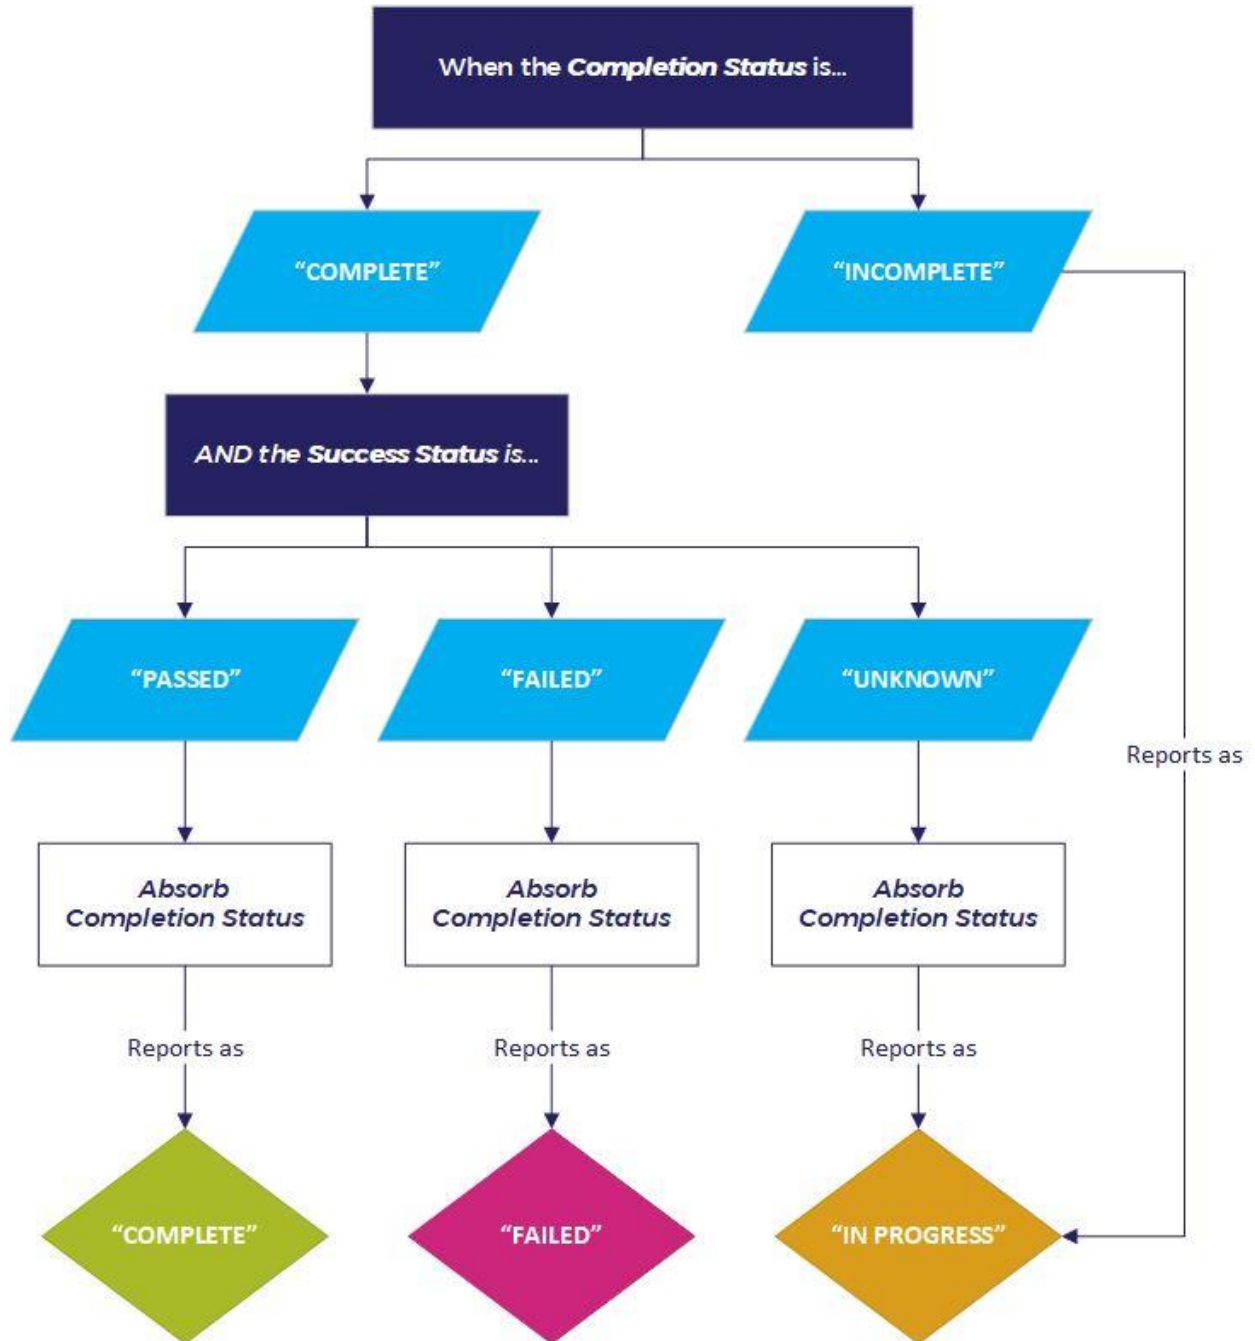 When the Completion Status is...
“COMPLETE”
“INCOMPLETE”
AND the Success Status is...
“PASSED”
“FAILED”
“UNKNOWN”
Reports as
Absorb
Completion Status
Absorb
Completion Status
Absorb
Completion Status
Reports as
Reports as
Reports as
“COMPLETE”
“FAILED”
“IN PROGRESS”